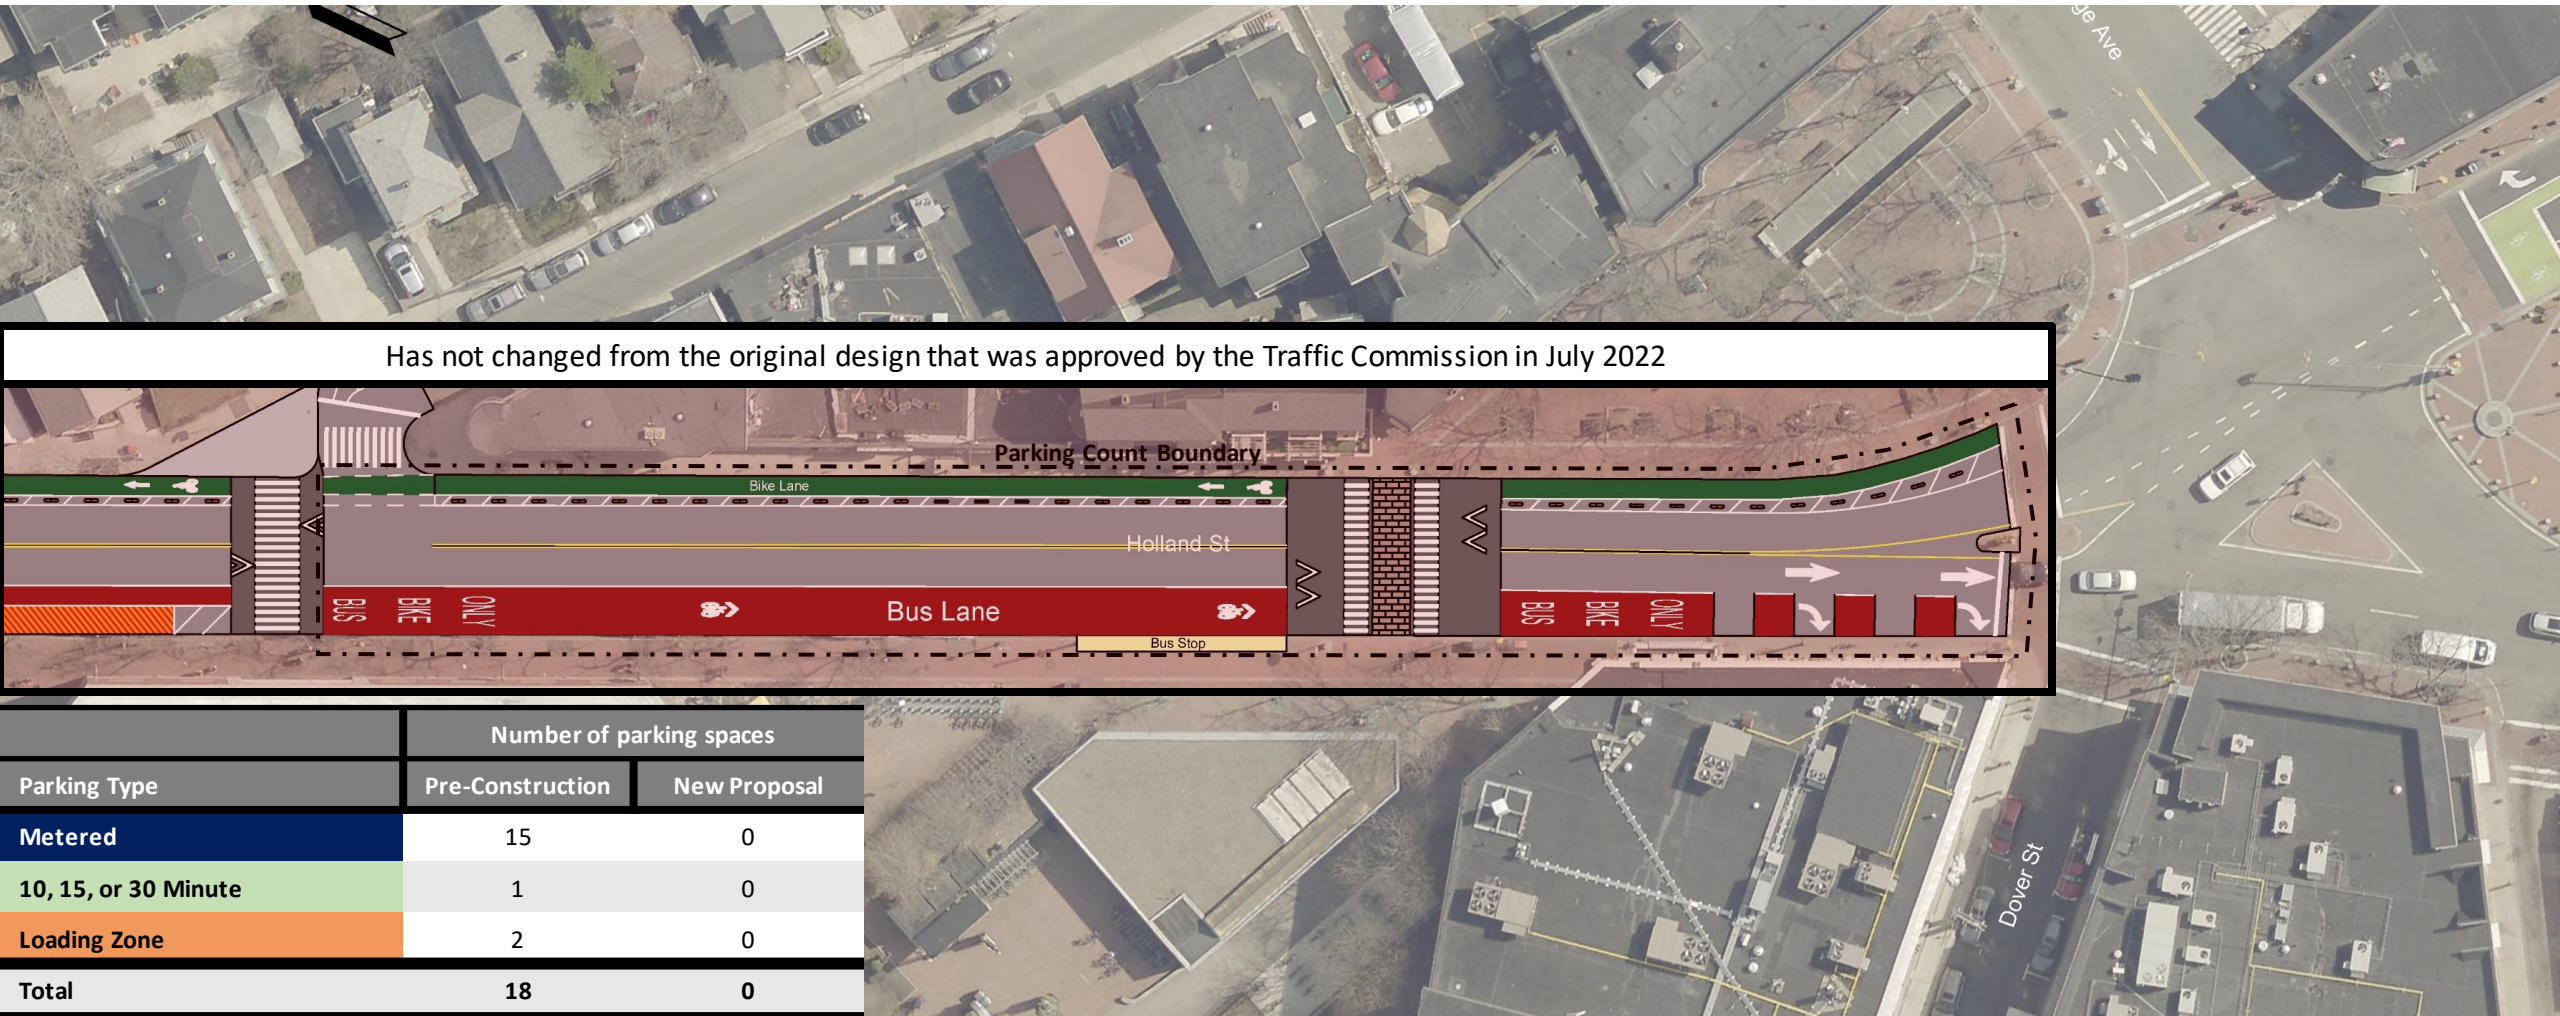 ge Ave
Has not changed from the original design that was approved by the Traffic Commission in July 2022
Parking Count Boundary
Bike Lane
Holland St
BUS BIKE ONLY
Bus Lane
BUS BIKE ONLY
Bus Stop
Number of parking spaces
Parking Type Pre-Construction New Proposal
Metered 15 0
10, 15, or 30 Minute 1 0
Loading Zone 2 0
Total 18 0
Dover St